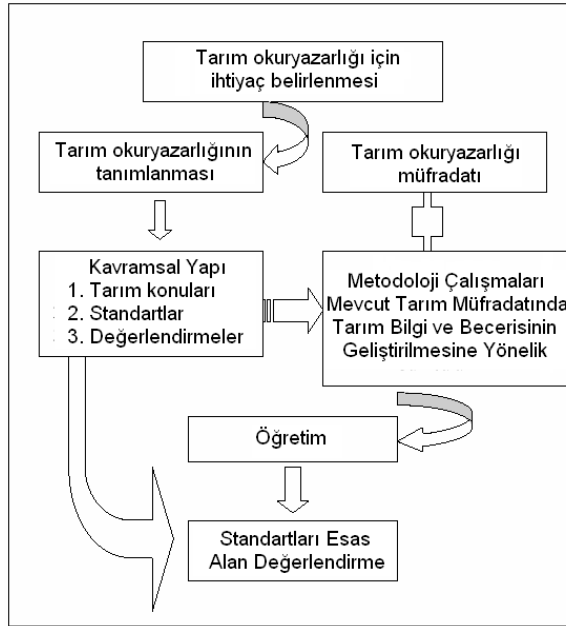 Tarım okuryazarlığı için
ihtiyaç belirlenmesi
Tarım okuryazarlığının
tanımlanması
Tarım okuryazarlığı
müfradatı
Kavramsal Yapı
1. Tarım konuları
2. Standartlar
3. Değerlendirmeler
Metodoloji Çalışmaları
Mevcut Tarım Müfradatında
Tarım Bilgi ve Becerisinin
Geliştirilmesine Yönelik
Öğretim
Standartları Esas
Alan Değerlendirme